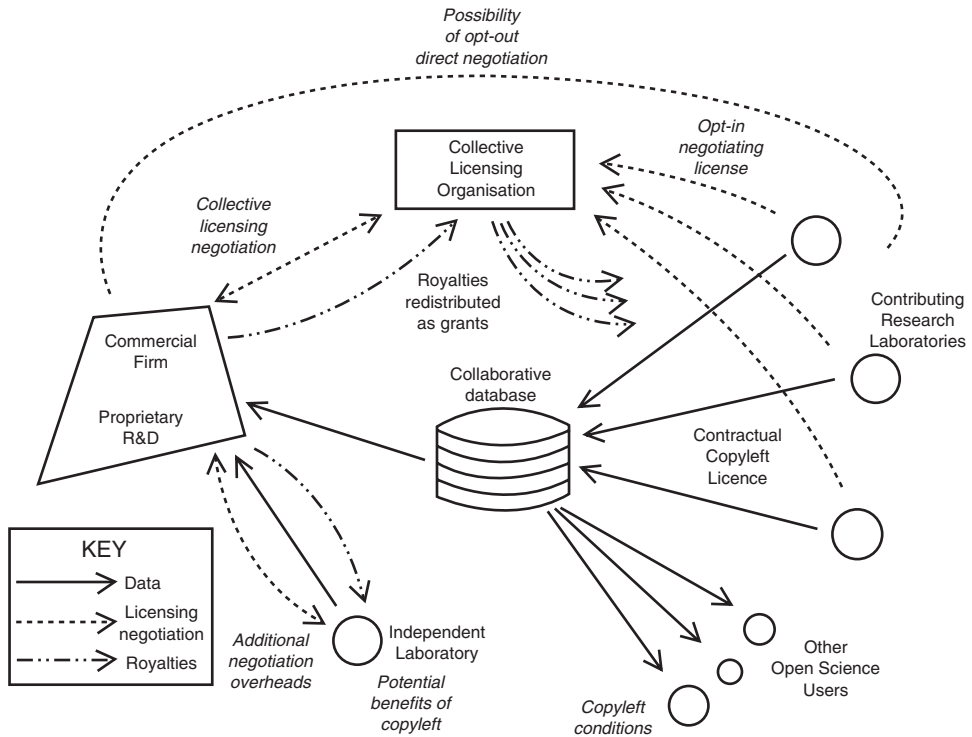 Possibility
of opt-out
direct negotiation
Collective
Licensing
Organisation
Opt-in
negotiating
license
Collective
licensing
negotiation
Royalties
redistributed
as grants
Contributing
Research
Laboratories
Commercial
Firm
Proprietary
R&D
Collaborative
database
Contractual
Copyleft
Licence
KEY
Data
Licensing
negotiation
Royalties
Additional
negotiation
overheads
Independent
Laboratory
Potential
benefits of
copyleft
Copyleft
conditions
Other
Open Science
Users